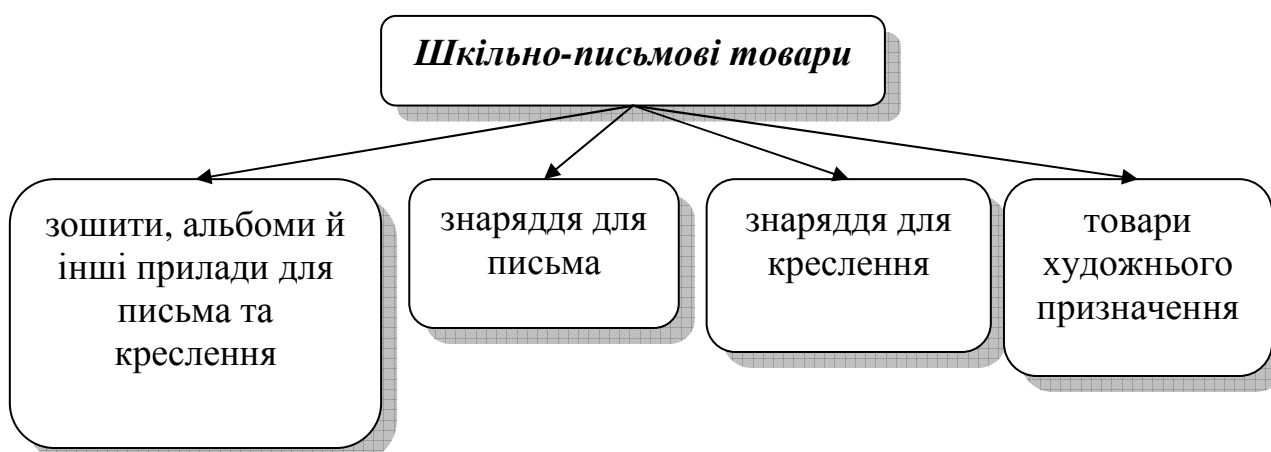 Шкільно-письмові товари
зошити, альбоми й
інші прилади для
письма та
креслення
знаряддя для
письма
знаряддя для
креслення
товари
художнього
призначення